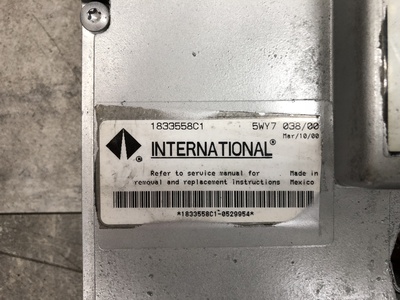 1833558C1 5WY7 038/00
Mar/10/00
® INTERNATIONAL®
Refer to service manual for Made in
removal and replacement instructions Mexico
*1833558C1-0529954*